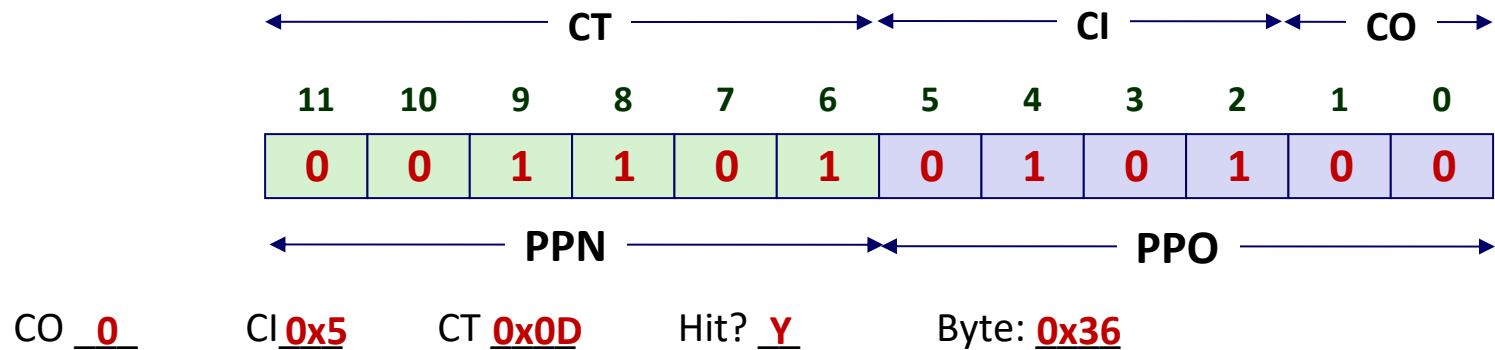 CT CI CO
11 10 9 8 7 6 5 4 3 2 1 0
0 0 1 1 0 1 0 1 0 1 0 0
PPN PPO
CO 0 CI 0x5 CT 0x0D Hit? Y Byte: 0x36